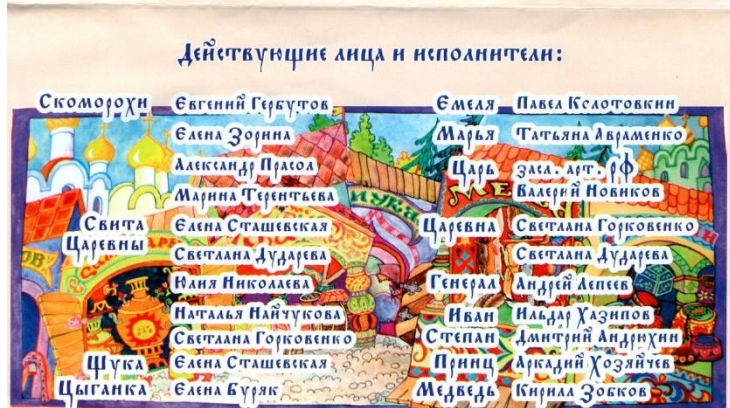 Действующие лица и исполнители:
Скоморохи Евгений Гербутов
Елена Зорина
Александр Прасол
Марина Терентьева
Свита Царевны Елена Сташевская
Светлана Дударева
Юлия Николаева
Наталья Найчукова
Светлана Горковенко
Щука Елена Сташевская
Цыганка Елена Буряк
Емеля Павел Колотовкин
Марья Татьяна Авраменко
Царь засл. арт. РФ
Валерий Новиков
Царевна Светлана Горковенко
Светлана Дударева
Генерал Андрей Лепеев
Иван Ильдар Хазипов
Степан Дмитрий Андрюхин
Принц Аркадий Хозяйчев
Медведь Кирилл Зобков